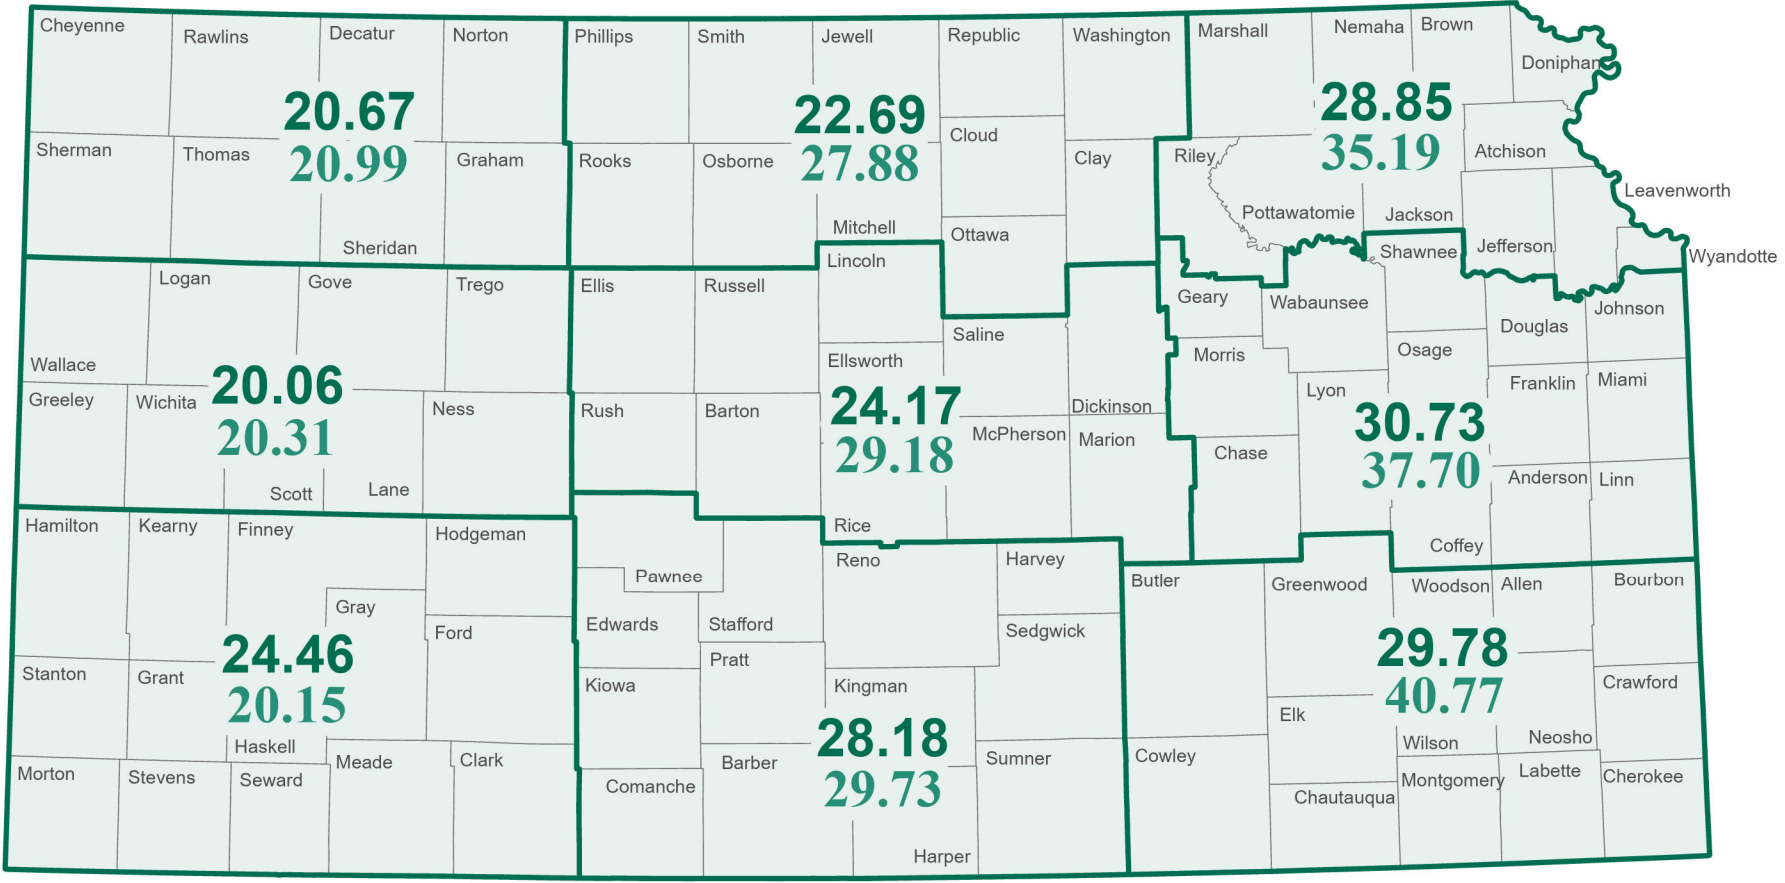 Cheyenne
Rawlins
Decatur
Norton
Phillips
Smith
Jewell
Republic
Washington
Marshall
Nemaha
Brown
Doniphan
20.67
20.99
22.69
27.88
28.85
35.19
Sherman
Thomas
Sheridan
Graham
Rooks
Osborne
Mitchell
Cloud
Clay
Ottawa
Riley
Pottawatomie
Jackson
Atchison
Jefferson
Leavenworth
Wyandotte
Wallace
Logan
Gove
Trego
Ellis
Russell
Lincoln
Saline
Geary
Wabaunsee
Shawnee
Douglas
Johnson
Greeley
Wichita
20.06
20.31
Scott
Lane
Ness
Rush
Barton
Ellsworth
24.17
29.18
Dickinson
McPherson
Marion
Rice
Morris
Lyon
Osage
Franklin
Miami
Chase
30.73
37.70
Anderson
Linn
Coffey
Hamilton
Kearny
Finney
Hodgeman
Gray
Ford
Pawnee
Edwards
Stafford
Reno
Harvey
Sedgwick
Butler
Greenwood
Woodson
Allen
Bourbon
Stanton
Grant
24.46
20.15
Haskell
Kiowa
Pratt
Kingman
28.18
29.73
Elk
29.78
40.77
Wilson
Neosho
Crawford
Morton
Stevens
Seward
Meade
Clark
Comanche
Barber
Harper
Sumner
Cowley
Chautauqua
Montgomery
Labette
Cherokee